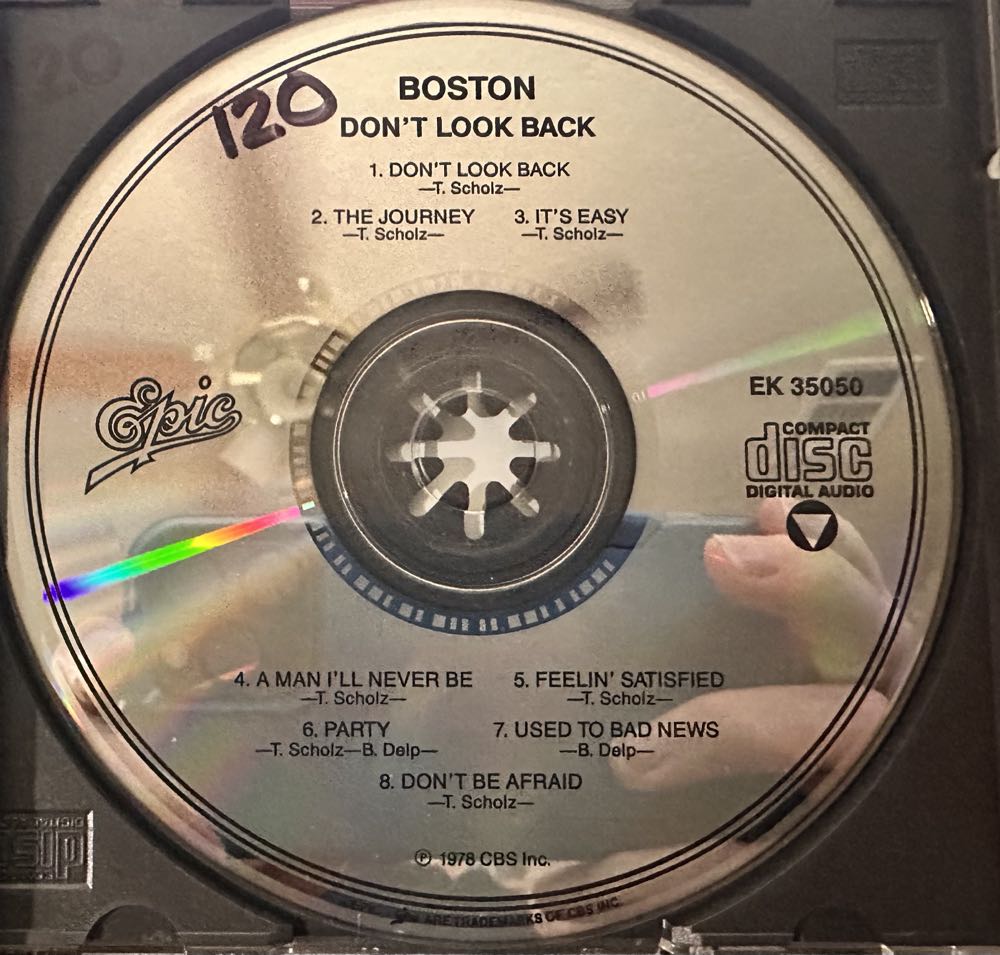 120
BOSTON
DON'T LOOK BACK
1. DON'T LOOK BACK
—T. Scholz—
2. THE JOURNEY 3. IT'S EASY
—T. Scholz— —T. Scholz—
Epic
EK 35050
COMPACT
disc
DIGITAL AUDIO
4. A MAN I'LL NEVER BE 5. FEELIN' SATISFIED
—T. Scholz— —T. Scholz—
6. PARTY 7. USED TO BAD NEWS
—T. Scholz—B. Delp— —B. Delp—
8. DON'T BE AFRAID
—T. Scholz—
℗ 1978 CBS Inc.
ARE TRADEMARKS OF CBS INC.